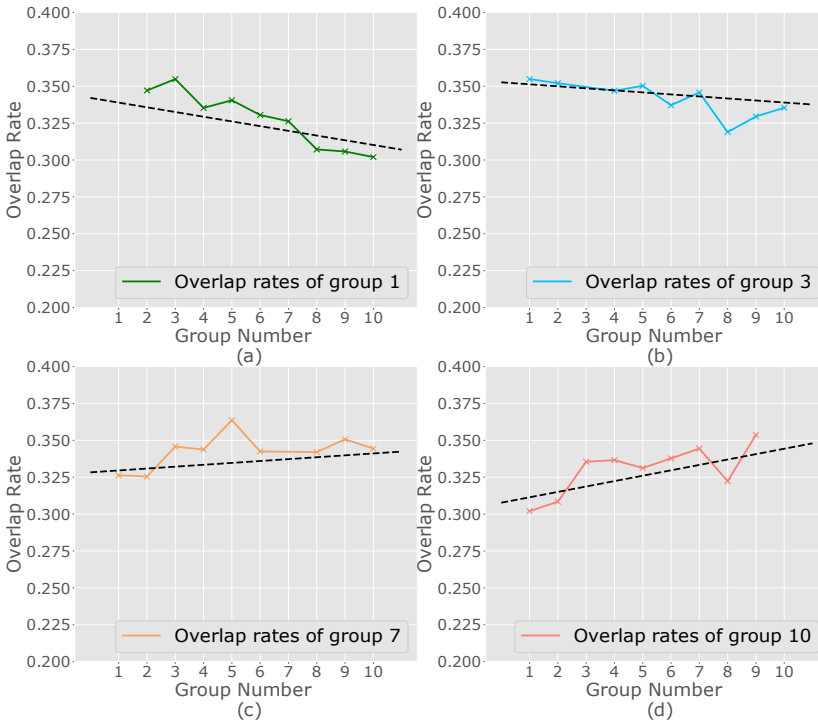 0.400
0.375
0.350
0.325
0.300
0.275
0.250
0.225
0.200
Overlap Rate
Overlap rates of group 1
1 2 3 4 5 6 7 8 9 10
Group Number
(a)
0.400
0.375
0.350
0.325
0.300
0.275
0.250
0.225
0.200
Overlap Rate
Overlap rates of group 3
1 2 3 4 5 6 7 8 9 10
Group Number
(b)
0.400
0.375
0.350
0.325
0.300
0.275
0.250
0.225
0.200
Overlap Rate
Overlap rates of group 7
1 2 3 4 5 6 7 8 9 10
Group Number
(c)
0.400
0.375
0.350
0.325
0.300
0.275
0.250
0.225
0.200
Overlap Rate
Overlap rates of group 10
1 2 3 4 5 6 7 8 9 10
Group Number
(d)